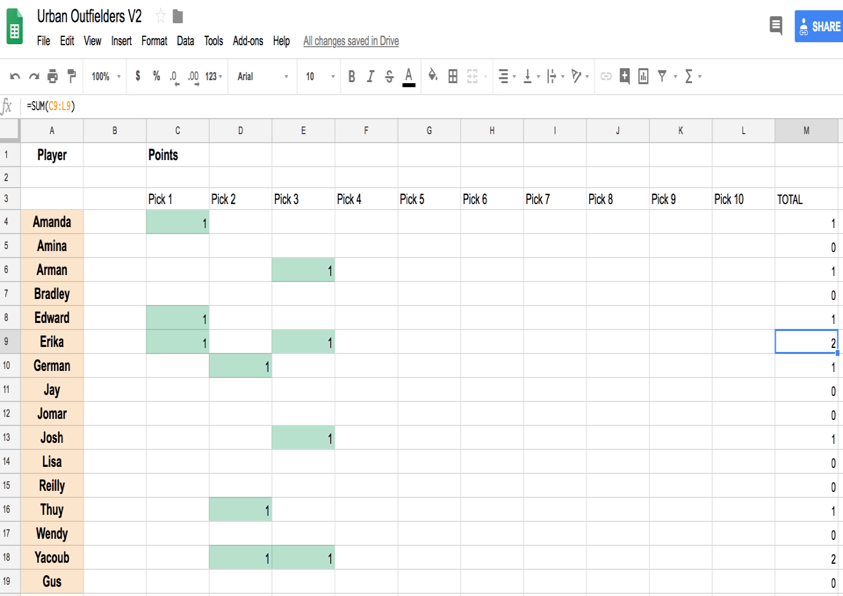 Urban Outfielders V2
File Edit View Insert Format Data Tools Add-ons Help All changes saved in Drive
SHARE
100% $ % .0 .00 123 Arial 10 B I S A
fx =SUM(C9:L9)
A B C D E F G H I J K L M
1 Player Points
2
3 Pick 1 Pick 2 Pick 3 Pick 4 Pick 5 Pick 6 Pick 7 Pick 8 Pick 9 Pick 10 TOTAL
4 Amanda 1 1
5 Amina 0
6 Arman 1 1
7 Bradley 0
8 Edward 1 1
9 Erika 1 1 2
10 German 1 1
11 Jay 0
12 Jomar 0
13 Josh 1 1
14 Lisa 0
15 Reilly 0
16 Thuy 1 1
17 Wendy 0
18 Yacoub 1 1 2
19 Gus 0